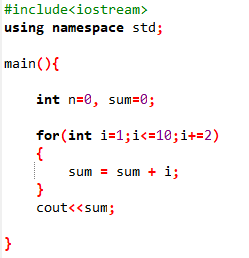 #include<iostream>
using namespace std;
main(){
int n=0, sum=0;
for(int i=1;i<=10;i+=2)
{
sum = sum + i;
}
cout<<sum;
}